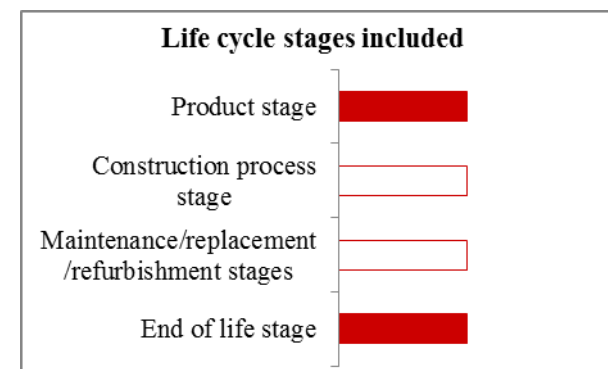 Life cycle stages included
Product stage
Construction process
stage
Maintenance/replacement
/refurbishment stages
End of life stage